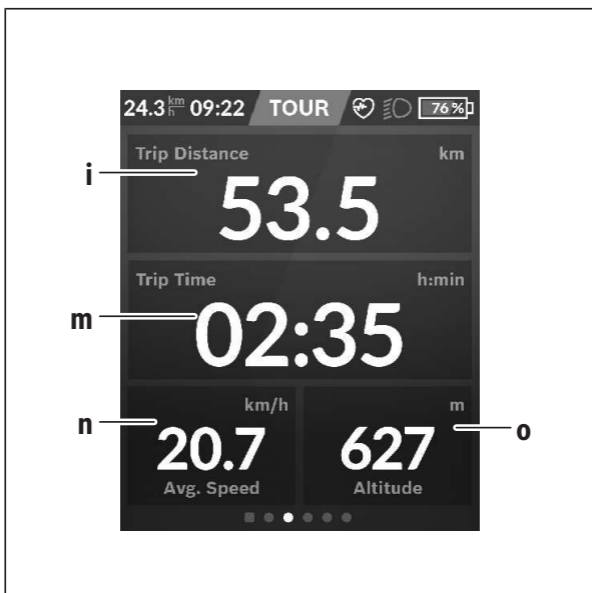 24.3 km/h 09:22 TOUR 76 %
Trip Distance km
i
53.5
Trip Time h:min
m
02:35
km/h m
n 20.7 627 o
Avg. Speed Altitude